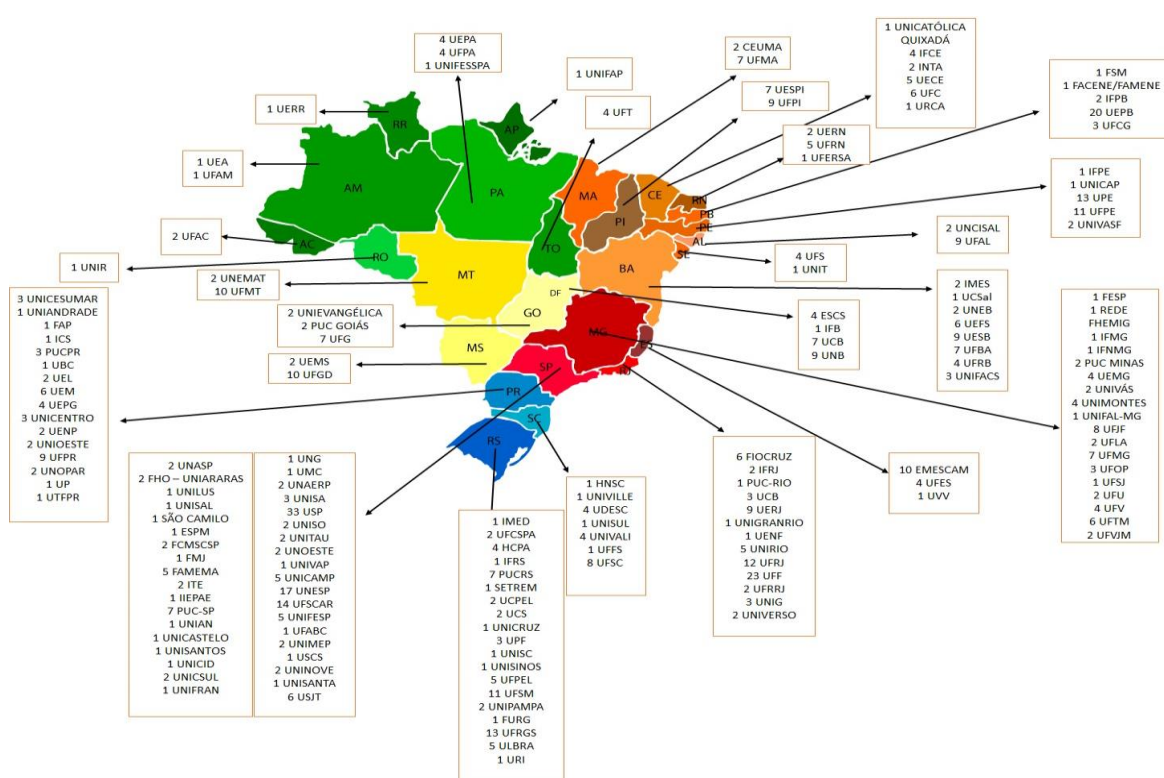 4 UEPA
4 UFPA
1 UNIFESSPA
1 UNIFAP
2 CEUMA
7 UFMA
1 UNICATÓLICA
QUIXADÁ
4 IFCE
2 INTA
5 UECE
6 UFC
1 URCA
1 FSM
1 FACENE/FAMENE
2 IFPB
20 UEPB
3 UFCG
1 UERR
4 UFT
7 UESPI
9 UFPI
2 UERN
5 UFRN
1 UFERSA
1 UEA
1 UFAM
1 IFPE
1 UNICAP
13 UPE
11 UFPE
2 UNIVASF
2 UFAC
2 UNCISAL
9 UFAL
1 UNIR
4 UFS
1 UNIT
2 UNEMAT
10 UFMT
2 UNIEVANGÉLICA
2 PUC GOIÁS
7 UFG
2 UEMS
10 UFGD
4 ESCS
1 IFB
7 UCB
9 UNB
2 IMES
1 UCSal
2 UNEB
6 UEFS
9 UESB
7 UFBA
4 UFRB
3 UNIFACS
1 FESP
1 REDE
FHEMIG
1 IFMG
1 IFNMG
2 PUC MINAS
4 UEMG
2 UNIVÁS
4 UNIMONTES
1 UNIFAL-MG
8 UFJF
2 UFLA
7 UFMG
3 UFOP
1 UFSJ
2 UFU
4 UFV
6 UFTM
2 UFVJM
3 UNICESUMAR
1 UNIANDRADE
1 FAP
1 ICS
3 PUCPR
1 UBC
2 UEL
6 UEM
4 UEPG
3 UNICENTRO
2 UENP
2 UNIOESTE
9 UFPR
2 UNOPAR
1 UP
1 UTFPR
2 UNASP
2 FHO – UNIARARAS
1 UNILUS
1 UNISAL
1 SÃO CAMILO
1 ESPM
2 FCMSCSP
1 FMJ
5 FAMEMA
2 ITE
1 IIEPAE
7 PUC-SP
1 UNIAN
1 UNICASTELO
1 UNISANTOS
1 UNICID
2 UNICSUL
1 UNIFRAN
1 UNG
1 UMC
2 UNAERP
3 UNISA
33 USP
2 UNISO
2 UNITAU
2 UNOESTE
1 UNIVAP
5 UNICAMP
17 UNESP
14 UFSCAR
5 UNIFESP
1 UFABC
2 UNIMEP
1 USCS
2 UNINOVE
1 UNISANTA
6 USJT
1 IMED
2 UFCSPA
4 HCPA
1 IFRS
7 PUCRS
1 SETREM
2 UCPEL
2 UCS
1 UNICRUZ
3 UPF
1 UNISC
1 UNISINOS
5 UFPEL
11 UFSM
2 UNIPAMPA
1 FURG
13 UFRGS
5 ULBRA
1 URI
1 HNSC
1 UNIVILLE
4 UDESC
1 UNISUL
4 UNIVALI
1 UFFS
8 UFSC
6 FIOCRUZ
2 IFRJ
1 PUC-RIO
3 UCB
9 UERJ
1 UNIGRANRIO
1 UENF
5 UNIRIO
12 UFRJ
23 UFF
2 UFRRJ
3 UNIG
2 UNIVERSO
10 EMESCAM
4 UFES
1 UVV
RR
AP
AM
PA
MA
CE
RN
PB
PE
AL
SE
PI
AC
RO
TO
BA
MT
DF
GO
MG
ES
MS
SP
RJ
PR
SC
RS